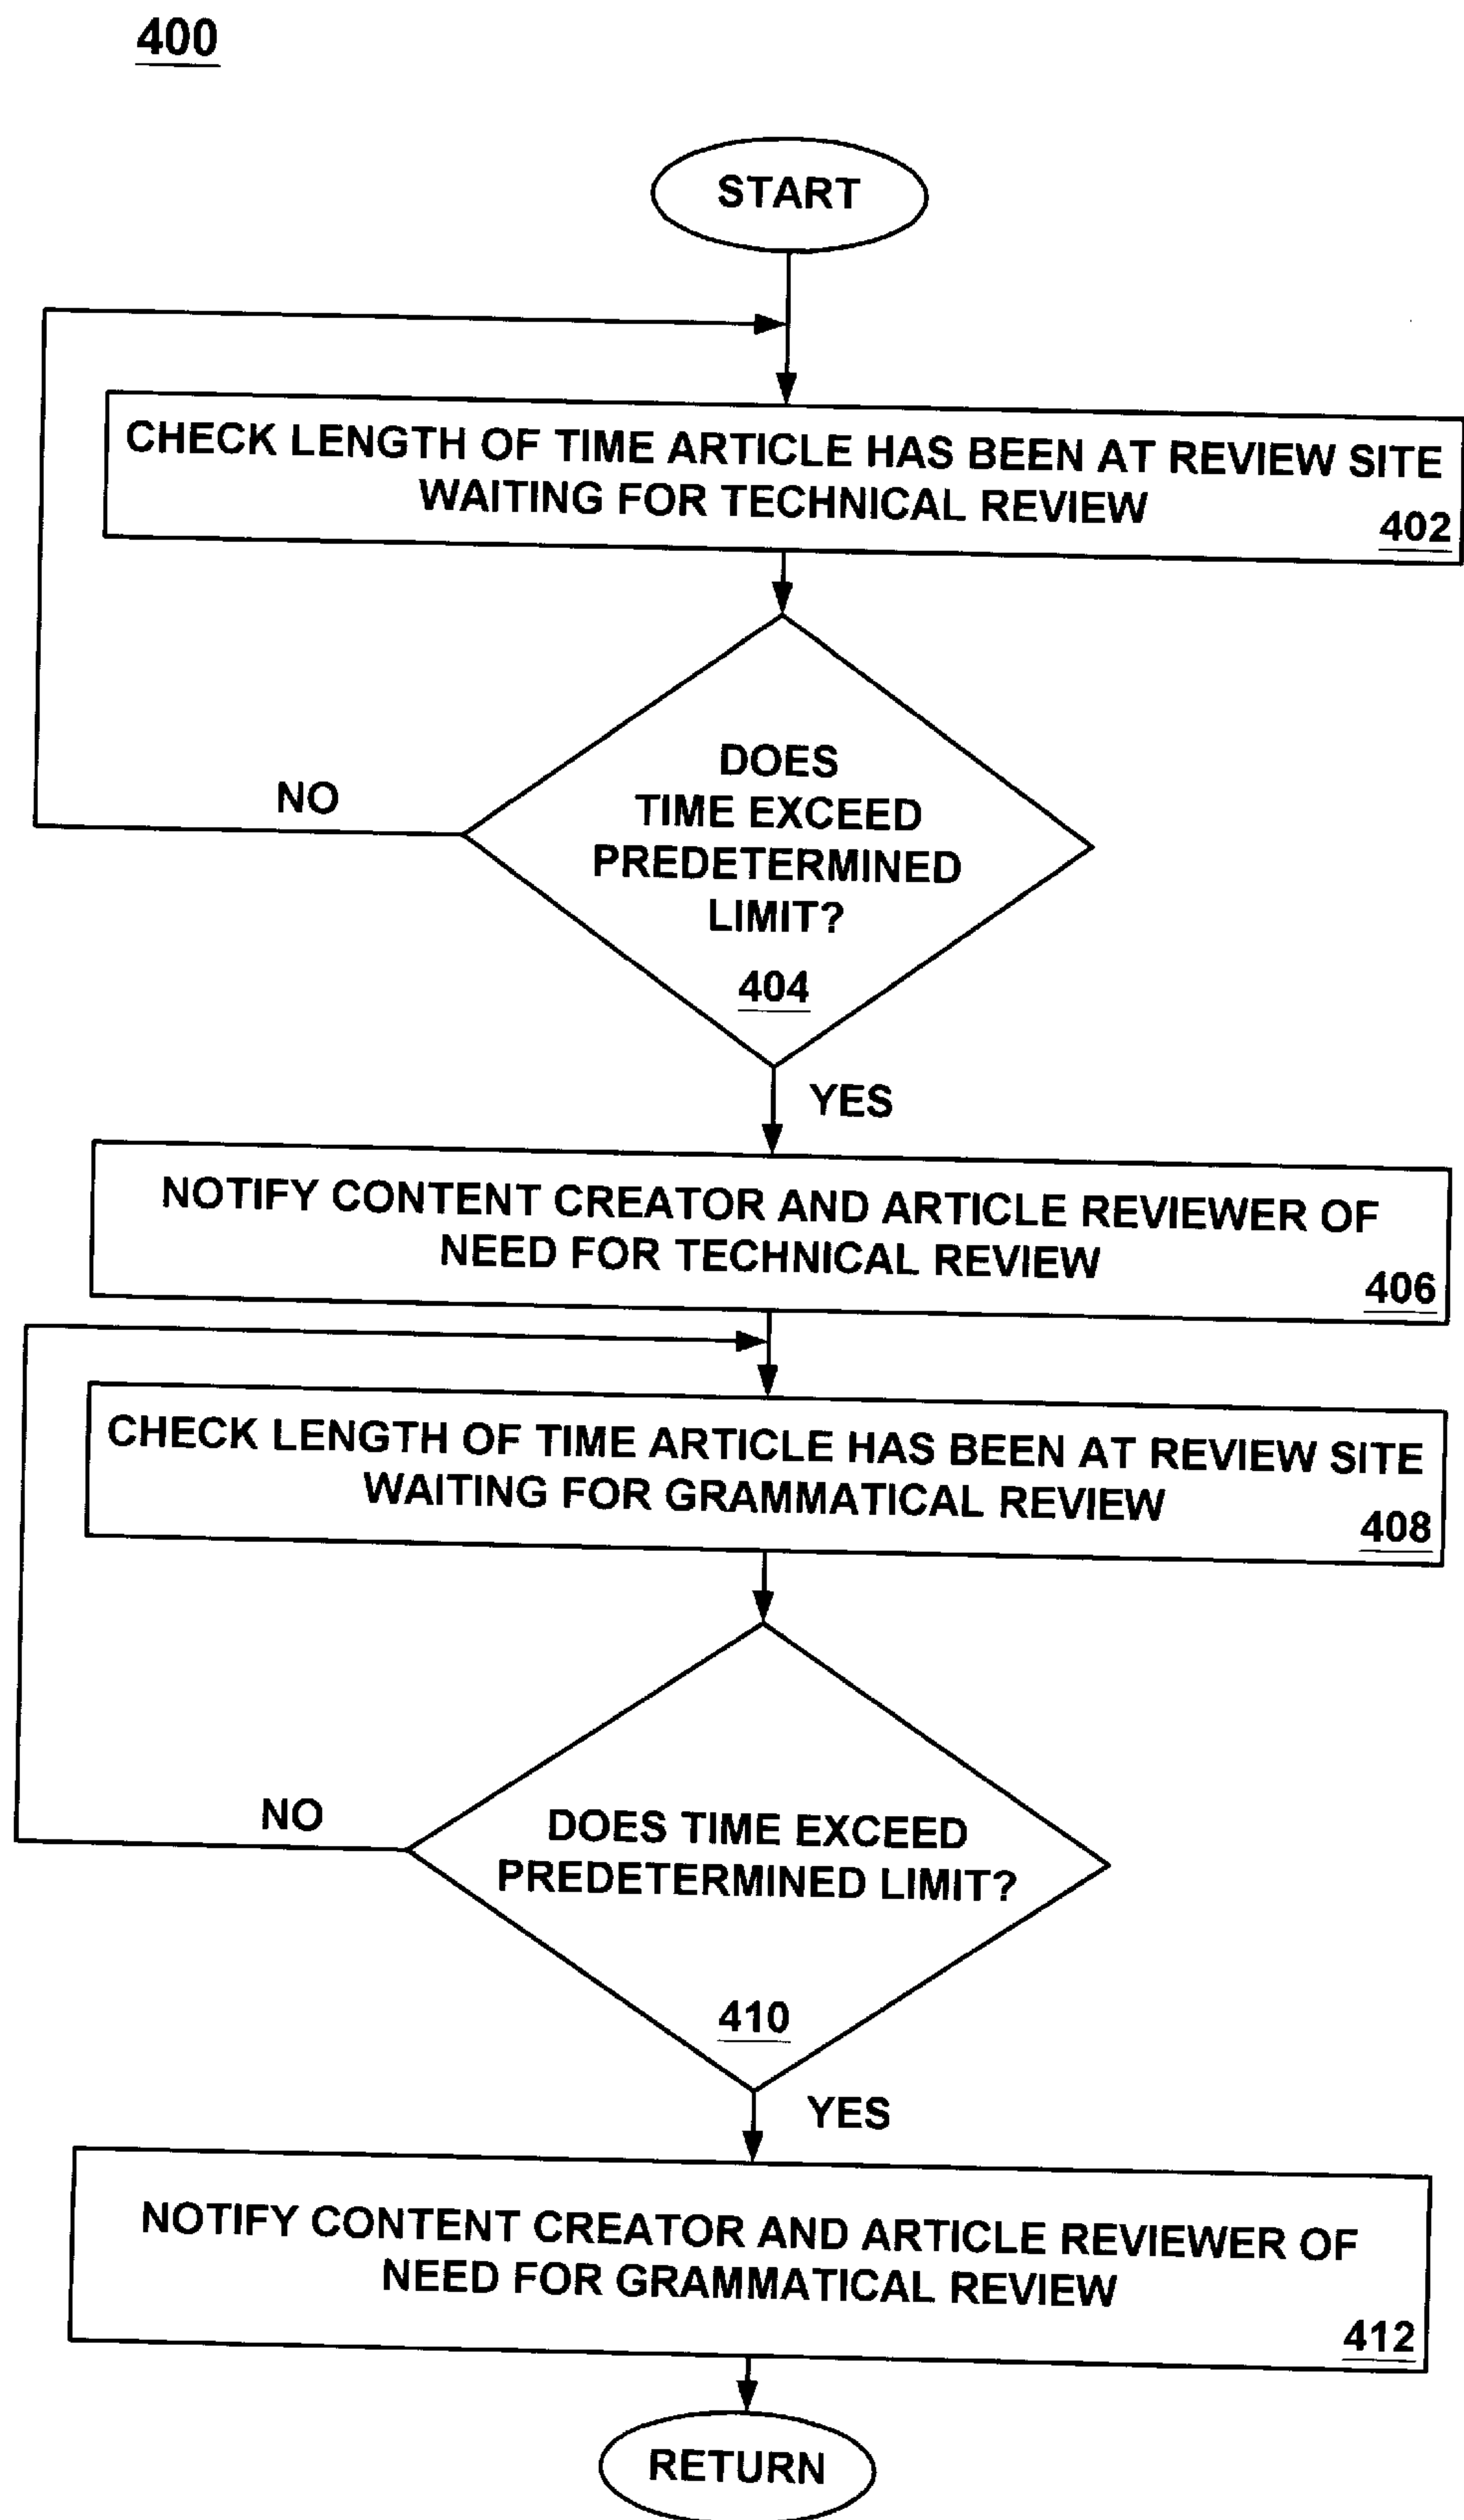 400
START
CHECK LENGTH OF TIME ARTICLE HAS BEEN AT REVIEW SITE
WAITING FOR TECHNICAL REVIEW
402
DOES
TIME EXCEED
PREDETERMINED
LIMIT?
404
NO
YES
NOTIFY CONTENT CREATOR AND ARTICLE REVIEWER OF
NEED FOR TECHNICAL REVIEW
406
CHECK LENGTH OF TIME ARTICLE HAS BEEN AT REVIEW SITE
WAITING FOR GRAMMATICAL REVIEW
408
DOES TIME EXCEED
PREDETERMINED LIMIT?
410
NO
YES
NOTIFY CONTENT CREATOR AND ARTICLE REVIEWER OF
NEED FOR GRAMMATICAL REVIEW
412
RETURN